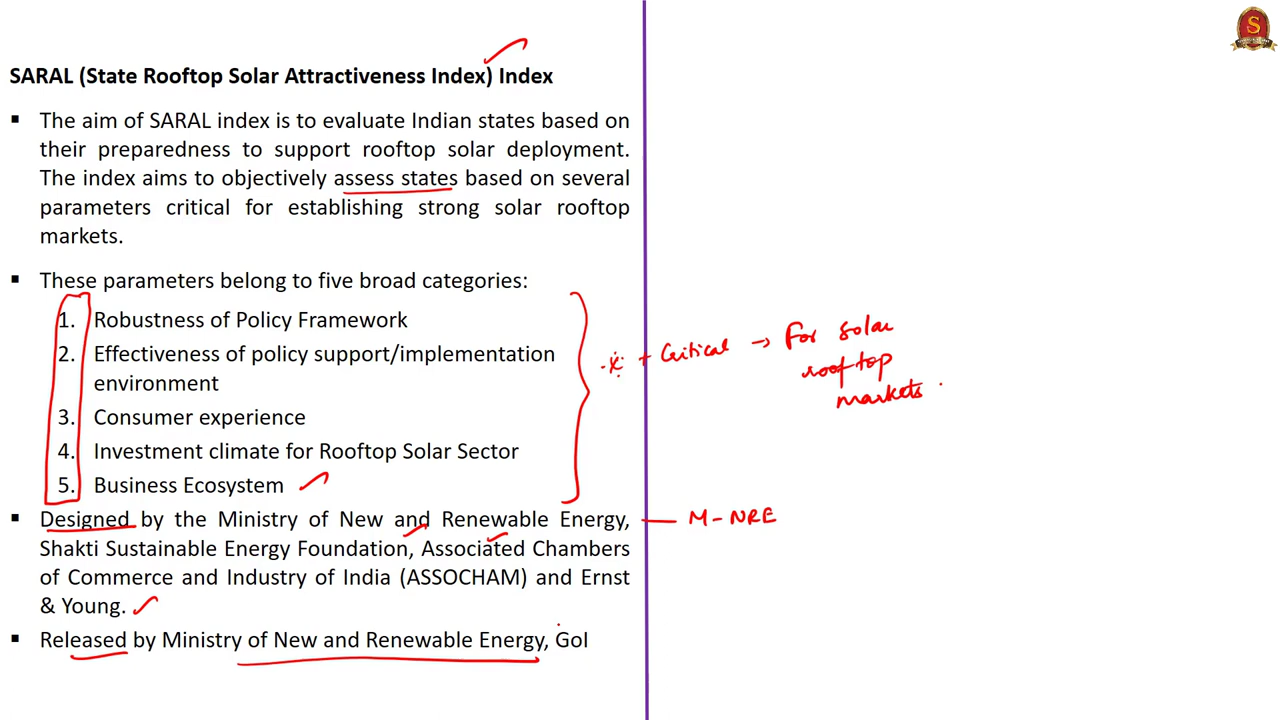 SARAL (State Rooftop Solar Attractiveness Index) Index
▪ The aim of SARAL index is to evaluate Indian states based on
their preparedness to support rooftop solar deployment.
The index aims to objectively assess states based on several
parameters critical for establishing strong solar rooftop
markets.
▪ These parameters belong to five broad categories:
1. Robustness of Policy Framework
2. Effectiveness of policy support/implementation
environment
3. Consumer experience
4. Investment climate for Rooftop Solar Sector
5. Business Ecosystem
▪ Designed by the Ministry of New and Renewable Energy,
Shakti Sustainable Energy Foundation, Associated Chambers
of Commerce and Industry of India (ASSOCHAM) and Ernst
& Young.
▪ Released by Ministry of New and Renewable Energy, GoI
+ Critical → For solar
rooftop
markets.
M-NRE
S